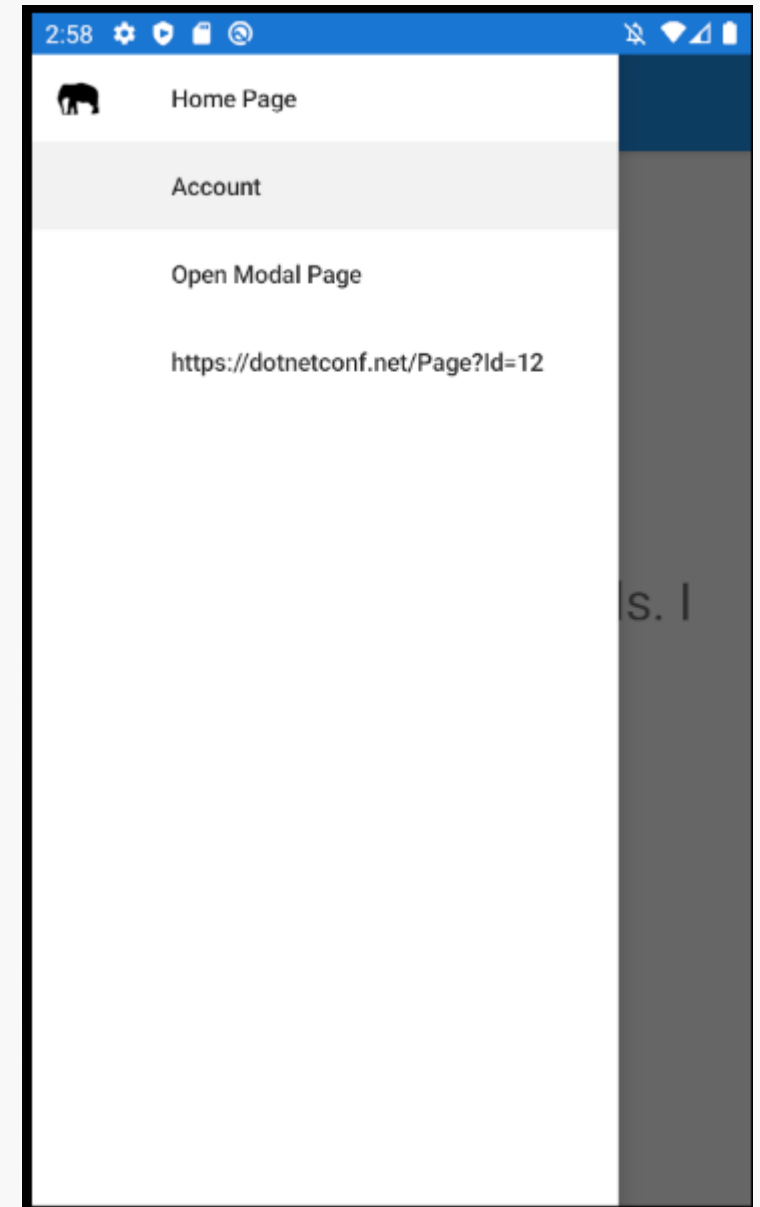 2:58
Home Page
Account
Open Modal Page
https://dotnetconf.net/Page?Id=12
s. I